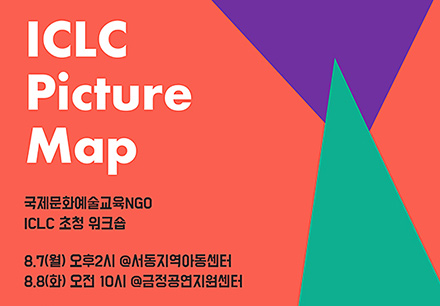 ICLC
Picture
Map
국제문화예술교육NGO
ICLC 초청 워크숍
8.7(월) 오후2시 @서동지역아동센터
8.8(화) 오전 10시 @금정공연지원센터